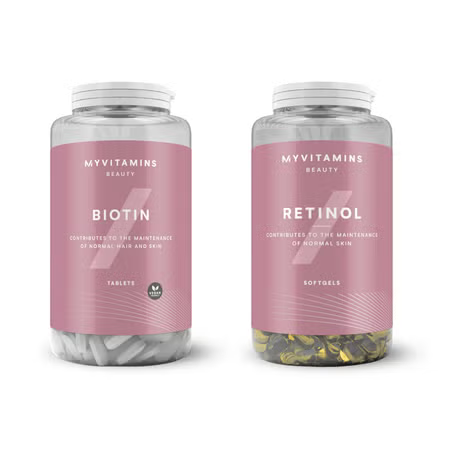 MYVITAMINS
BEAUTY
BIOTIN
CONTRIBUTES TO THE MAINTENANCE
OF NORMAL HAIR AND SKIN
TABLETS
VEGAN
MYVITAMINS
BEAUTY
RETINOL
CONTRIBUTES TO THE MAINTENANCE
OF NORMAL SKIN
SOFTGELS